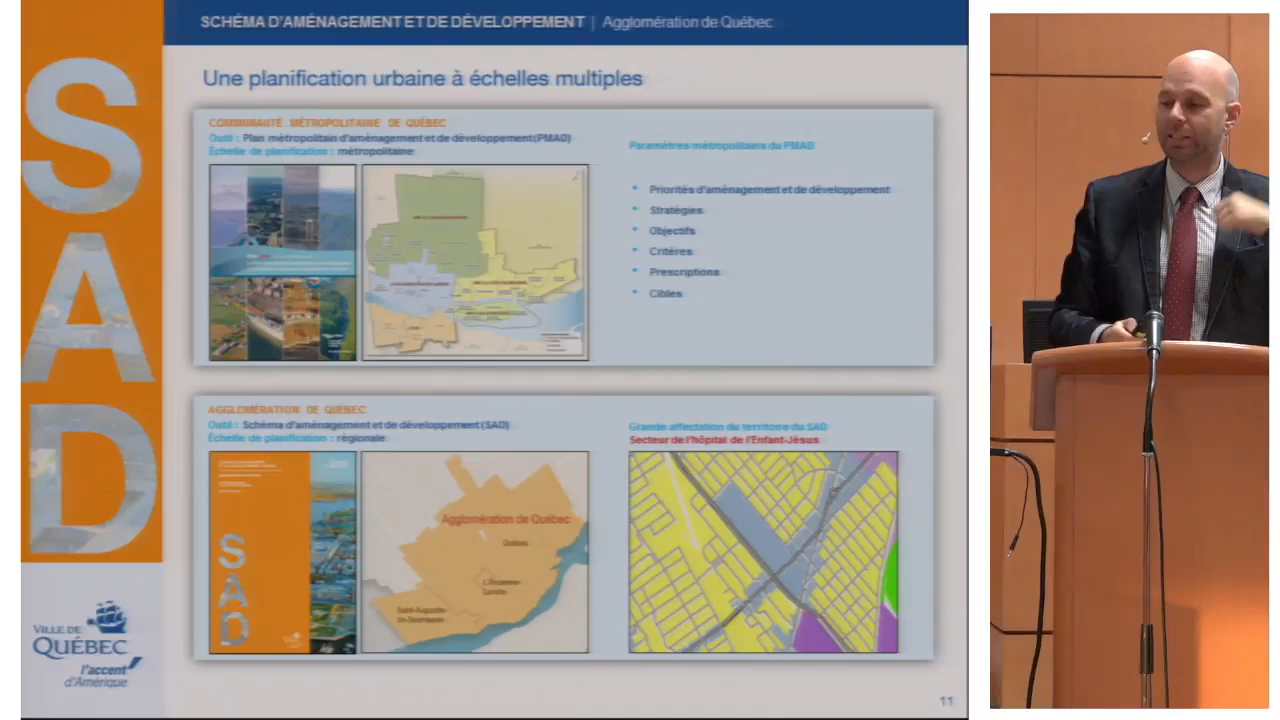 SCHÉMA D'AMÉNAGEMENT ET DE DÉVELOPPEMENT | Agglomération de Québec
SAD
Une planification urbaine à échelles multiples
COMMUNAUTÉ MÉTROPOLITAINE DE QUÉBEC
Outil : Plan métropolitain d'aménagement et de développement (PMAD)
Échelle de planification : métropolitaine
Paramètres métropolitains du PMAD
Priorités d'aménagement et de développement
Stratégies
Objectifs
Critères
Prescriptions
Cibles
AGGLOMÉRATION DE QUÉBEC
Outil : Schéma d'aménagement et de développement (SAD)
Échelle de planification : régionale
Grande affectation du territoire du SAD
Secteur de l'hôpital de l'Enfant-Jésus
SAD
Agglomération de Québec
Québec
L'Ancienne-
Lorette
Saint-Augustin-
de-Desmaures
VILLE DE
QUÉBEC
l'accent
d'Amérique
11